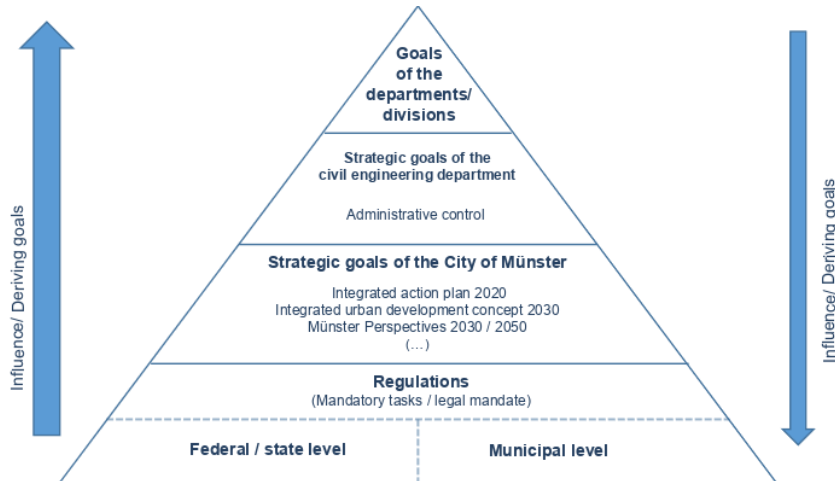 Goals
of the
departments/
divisions
Strategic goals of the
civil engineering department
Administrative control
Strategic goals of the City of Münster
Integrated action plan 2020
Integrated urban development concept 2030
Münster Perspectives 2030 / 2050
(…)
Regulations
(Mandatory tasks / legal mandate)
Federal / state level
Municipal level
Influence/ Deriving goals
Influence/ Deriving goals